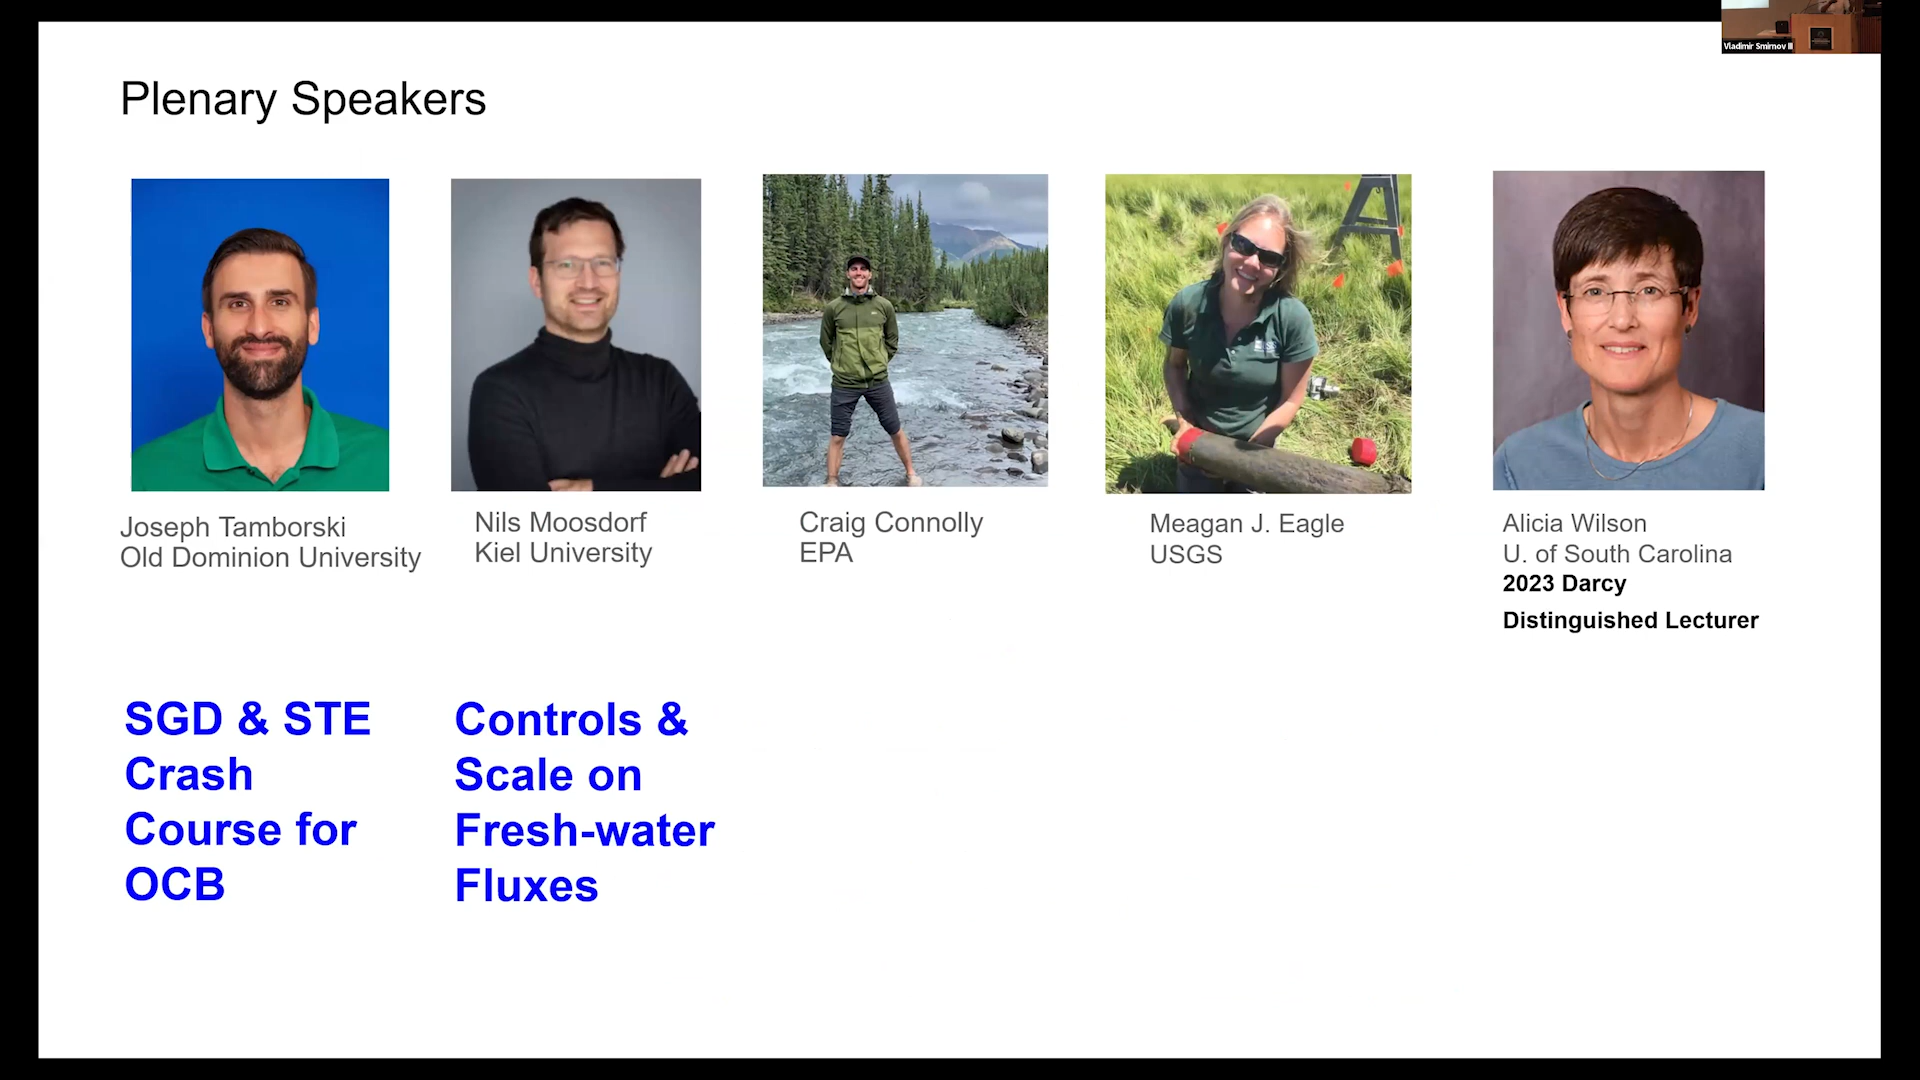 Vladimir Smirnov II
Plenary Speakers
Joseph Tamborski
Old Dominion University
Nils Moosdorf
Kiel University
Craig Connolly
EPA
Meagan J. Eagle
USGS
Alicia Wilson
U. of South Carolina
2023 Darcy
Distinguished Lecturer
SGD & STE
Crash
Course for
OCB
Controls &
Scale on
Fresh-water
Fluxes